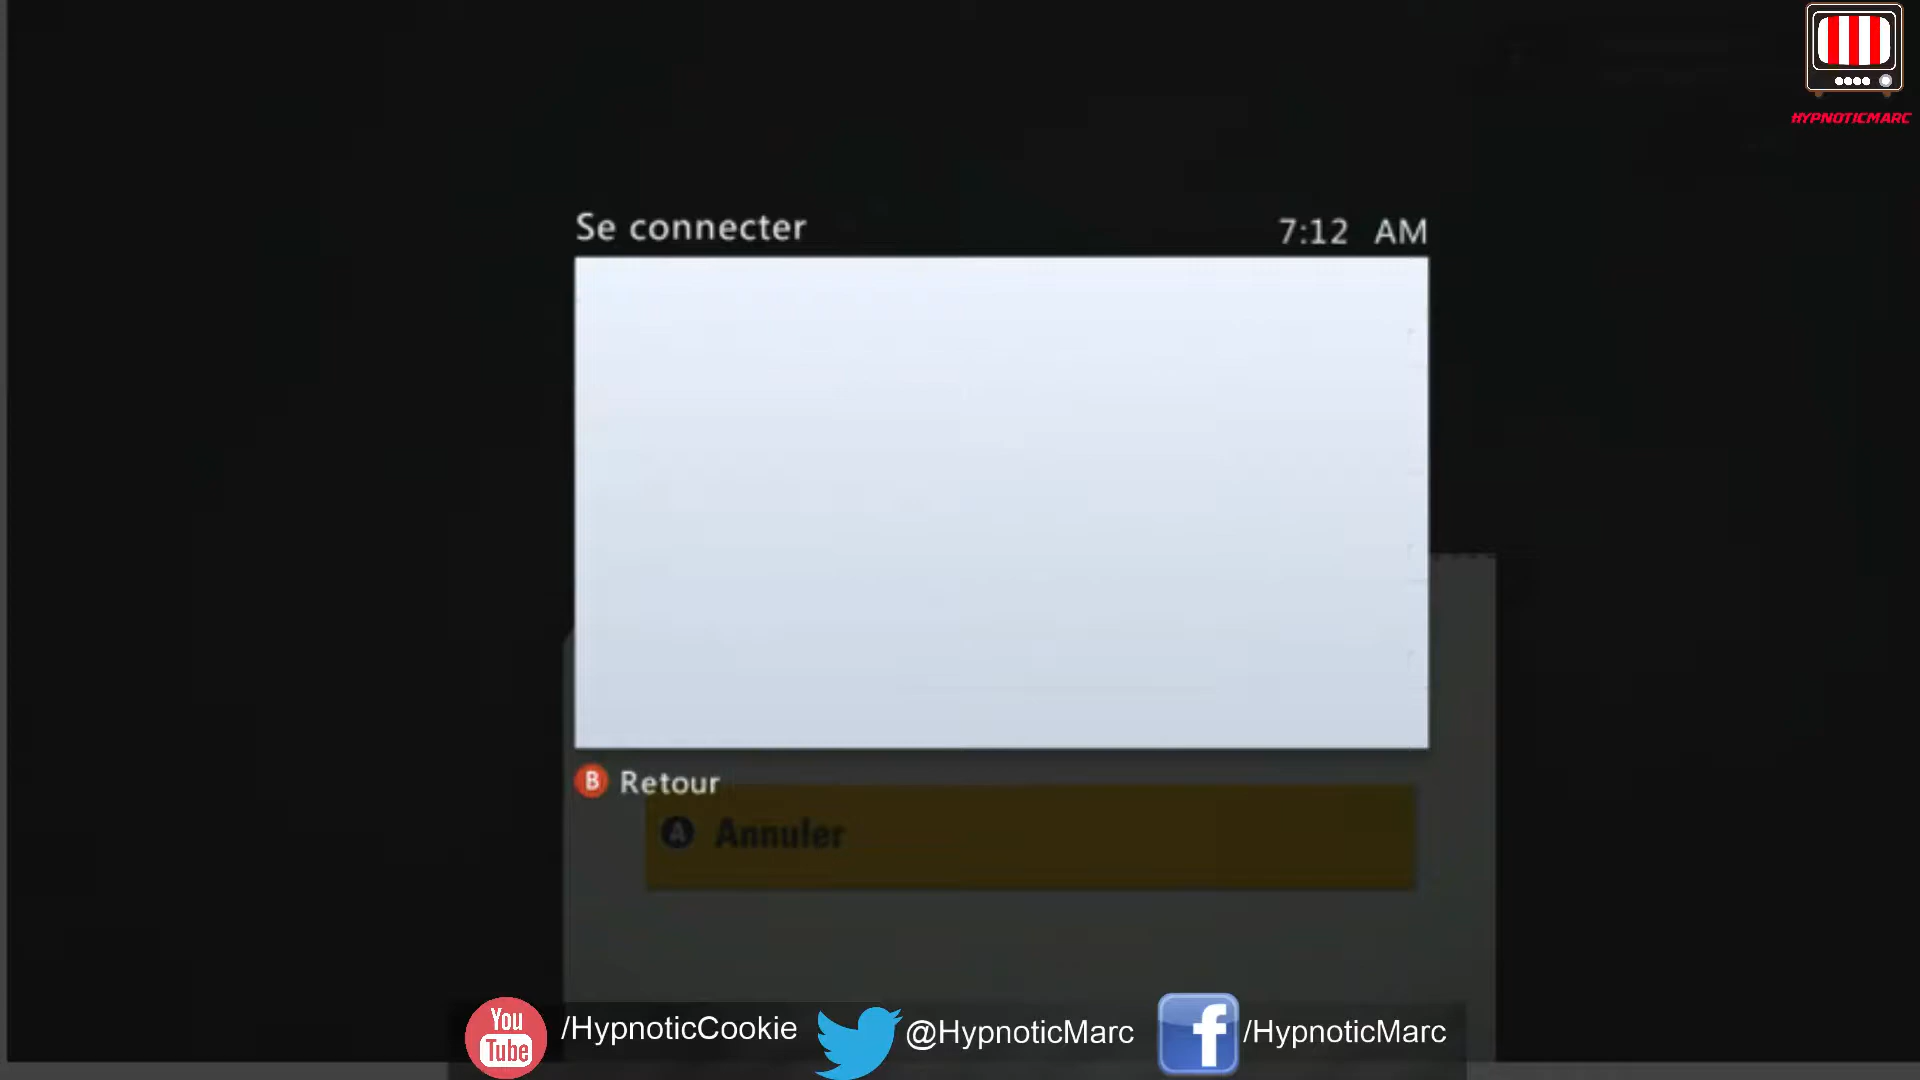 HYPNOTICMARC
Se connecter
7:12 AM
B Retour
A Annuler
You Tube /HypnoticCookie
@HypnoticMarc
f /HypnoticMarc